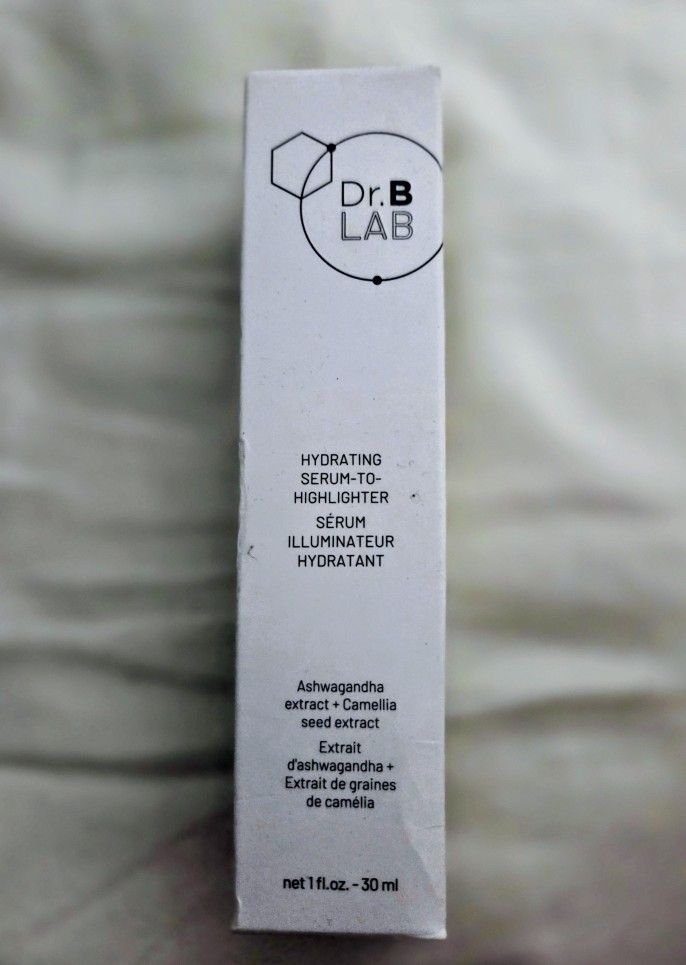 Dr.B
LAB
HYDRATING
SERUM-TO-
HIGHLIGHTER
SÉRUM
ILLUMINATEUR
HYDRATANT
Ashwagandha
extract + Camellia
seed extract
Extrait
d'ashwagandha +
Extrait de graines
de camélia
net 1 fl.oz. - 30 ml